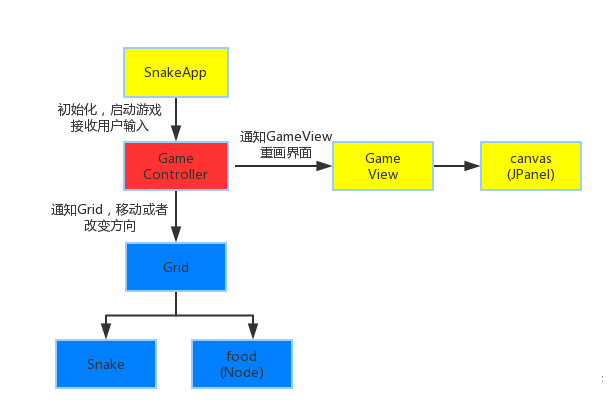 SnakeApp
初始化，启动游戏
接收用户输入
Game
Controller
通知GameView
重画界面
Game
View
canvas
(JPanel)
通知Grid，移动或者
改变方向
Grid
Snake
food
(Node)